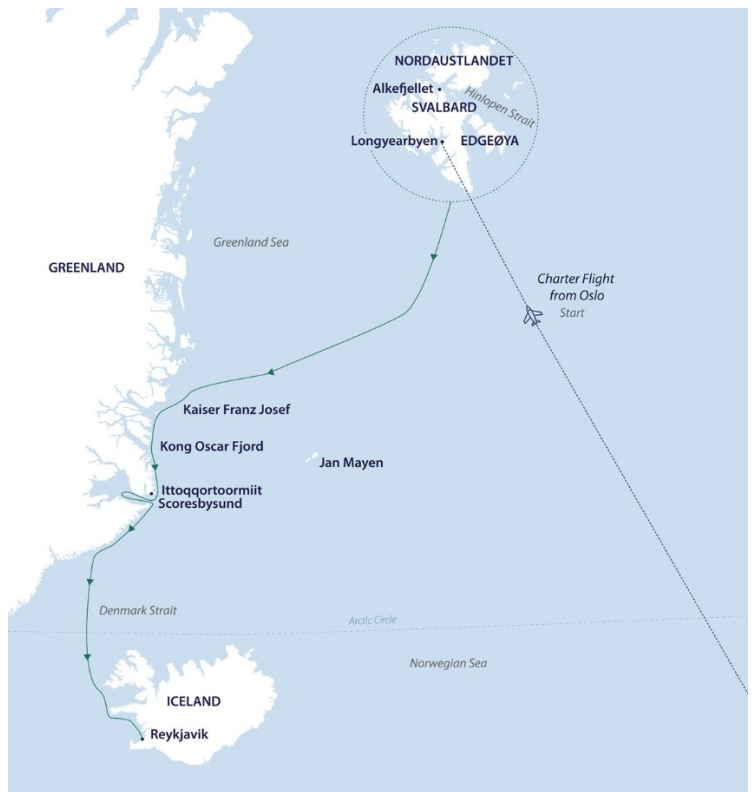 NORDAUSTLANDET
Alkefjellet
Hinlopen Strait
SVALBARD
Longyearbyen
EDGEØYA
Greenland Sea
GREENLAND
Charter Flight
from Oslo
Start
Kaiser Franz Josef
Kong Oscar Fjord
Jan Mayen
Ittoqqortoormiit
Scoresbysund
Denmark Strait
Arctic Circle
Norwegian Sea
ICELAND
Reykjavik